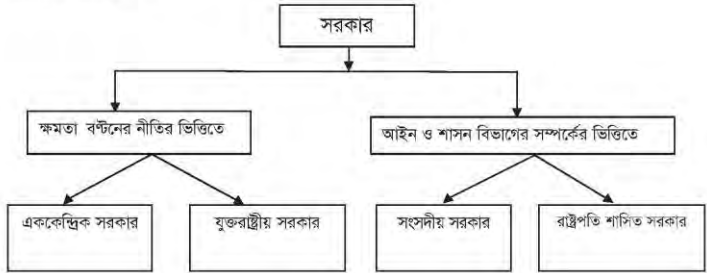 সরকার
ক্ষমতা বণ্টনের নীতির ভিত্তিতে
আইন ও শাসন বিভাগের সম্পর্কের ভিত্তিতে
এককেন্দ্রিক সরকার
যুক্তরাষ্ট্রীয় সরকার
সংসদীয় সরকার
রাষ্ট্রপতি শাসিত সরকার